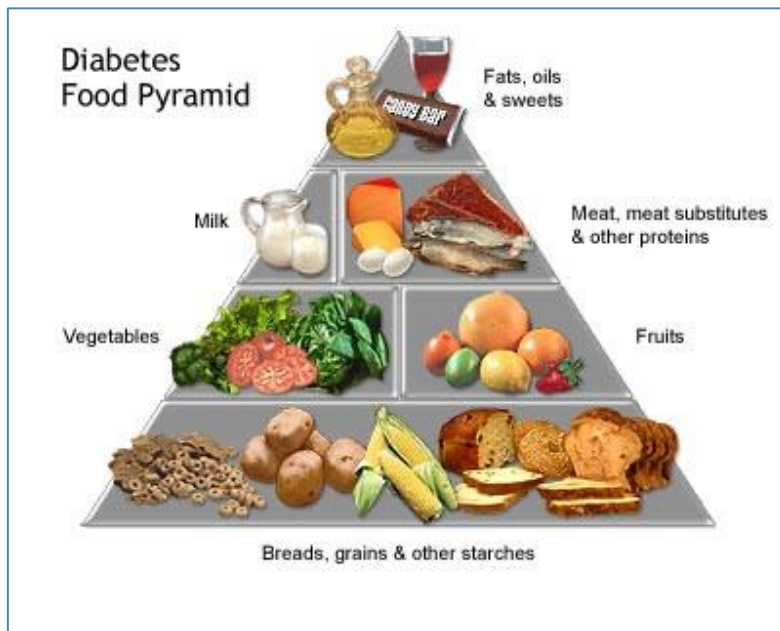 Diabetes
Food Pyramid
Fats, oils
& sweets
CANDY BAR
Milk
Meat, meat substitutes
& other proteins
Vegetables
Fruits
Breads, grains & other starches